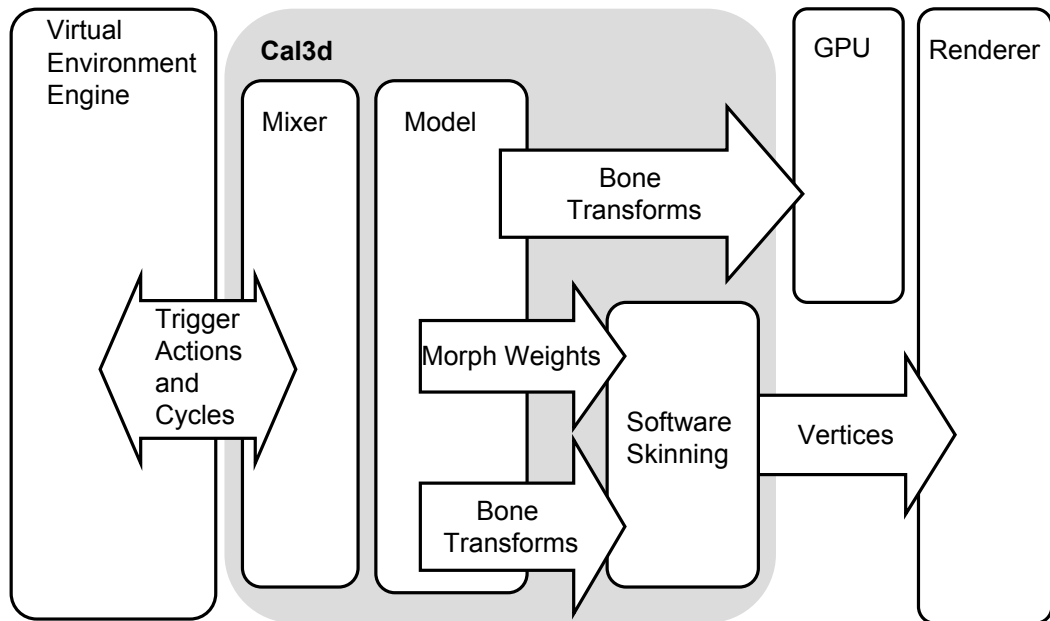 Virtual
Environment
Engine
Cal3d
Mixer
Model
GPU
Renderer
Bone
Transforms
Trigger
Actions
and
Cycles
Morph Weights
Software
Skinning
Vertices
Bone
Transforms